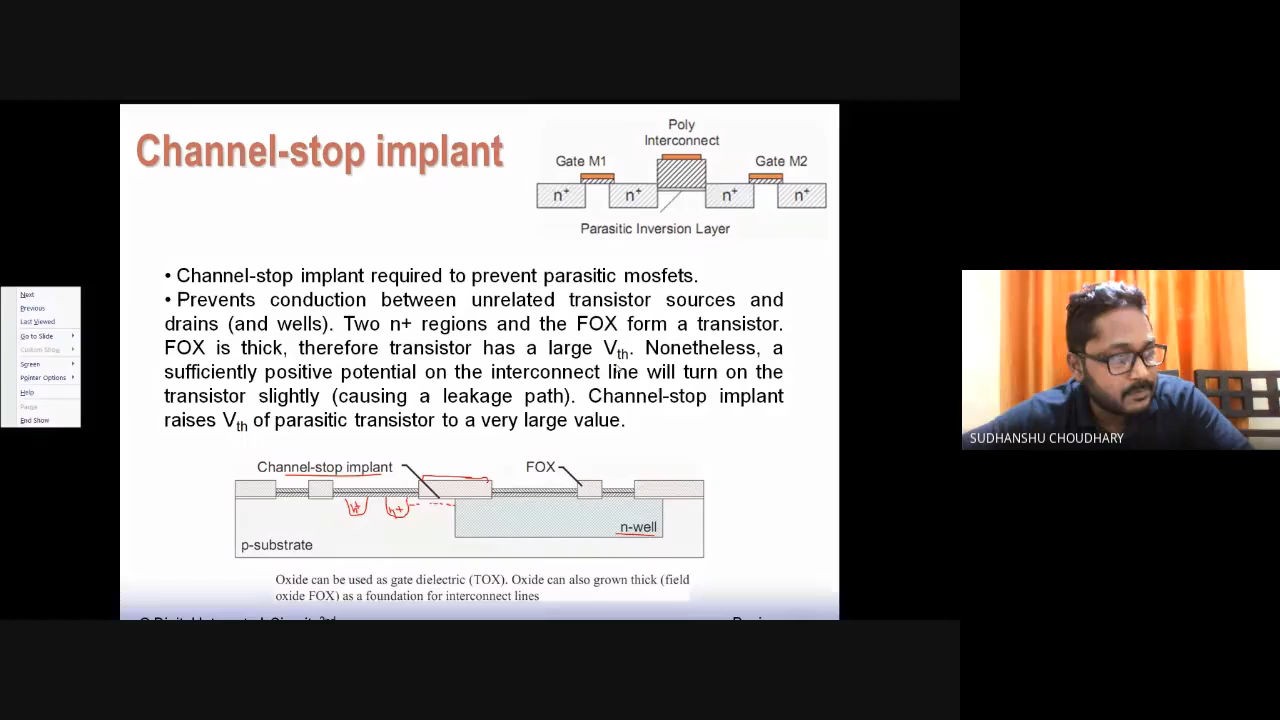 Channel-stop implant
Poly
Interconnect
Gate M1
Gate M2
n+
n+
n+
n+
Parasitic Inversion Layer
• Channel-stop implant required to prevent parasitic mosfets.
• Prevents conduction between unrelated transistor sources and
drains (and wells). Two n+ regions and the FOX form a transistor.
FOX is thick, therefore transistor has a large Vth. Nonetheless, a
sufficiently positive potential on the interconnect line will turn on the
transistor slightly (causing a leakage path). Channel-stop implant
raises Vth of parasitic transistor to a very large value.
Channel-stop implant
FOX
n+
n+
n-well
p-substrate
Oxide can be used as gate dielectric (TOX). Oxide can also grown thick (field
oxide FOX) as a foundation for interconnect lines
Next
Previous
Last Viewed
Go to Slide
Custom Show
Screen
Pointer Options
Help
Pause
End Show
SUDHANSHU CHOUDHARY